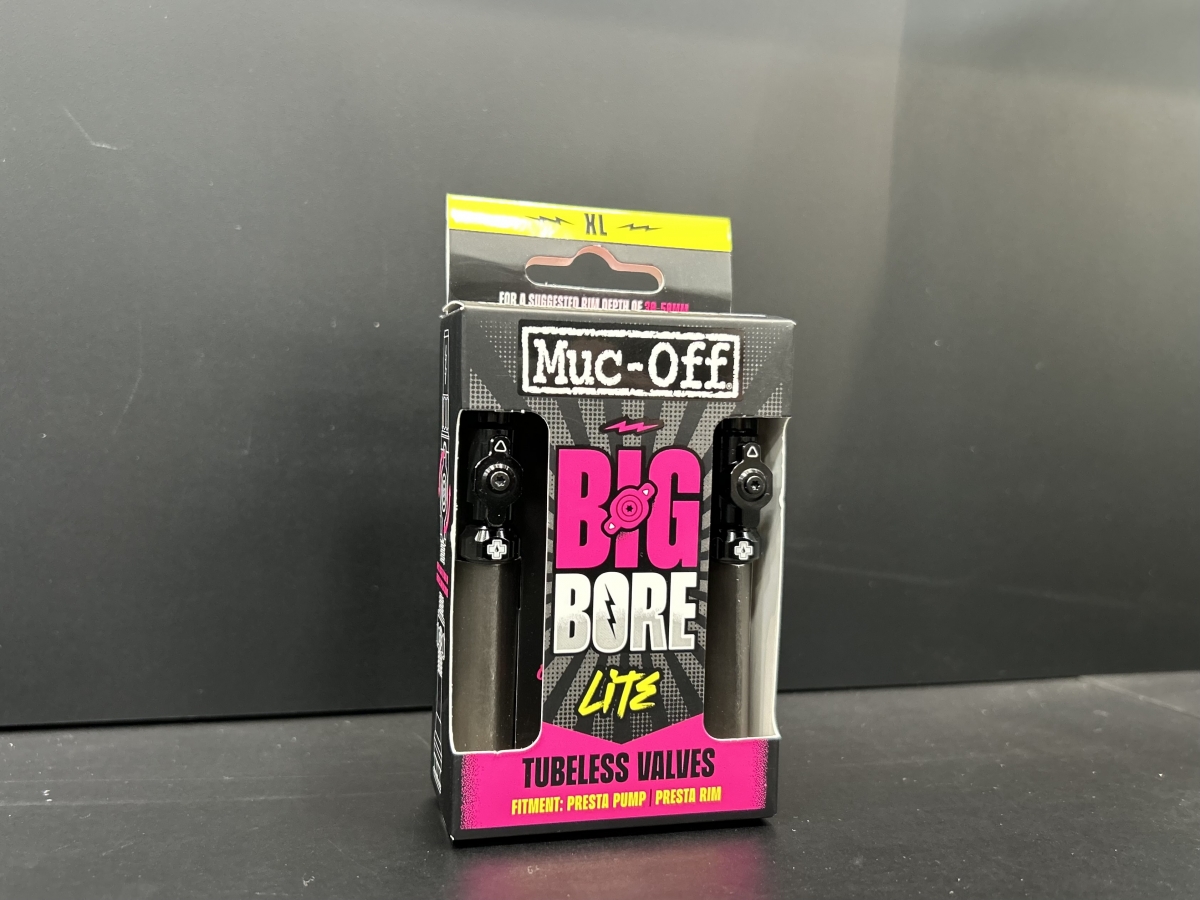 XL
FOR A SUGGESTED RIM DEPTH OF
Muc-Off
BIG
BORE
LITE
TUBELESS VALVES
FITMENT: PRESTA PUMP | PRESTA RIM